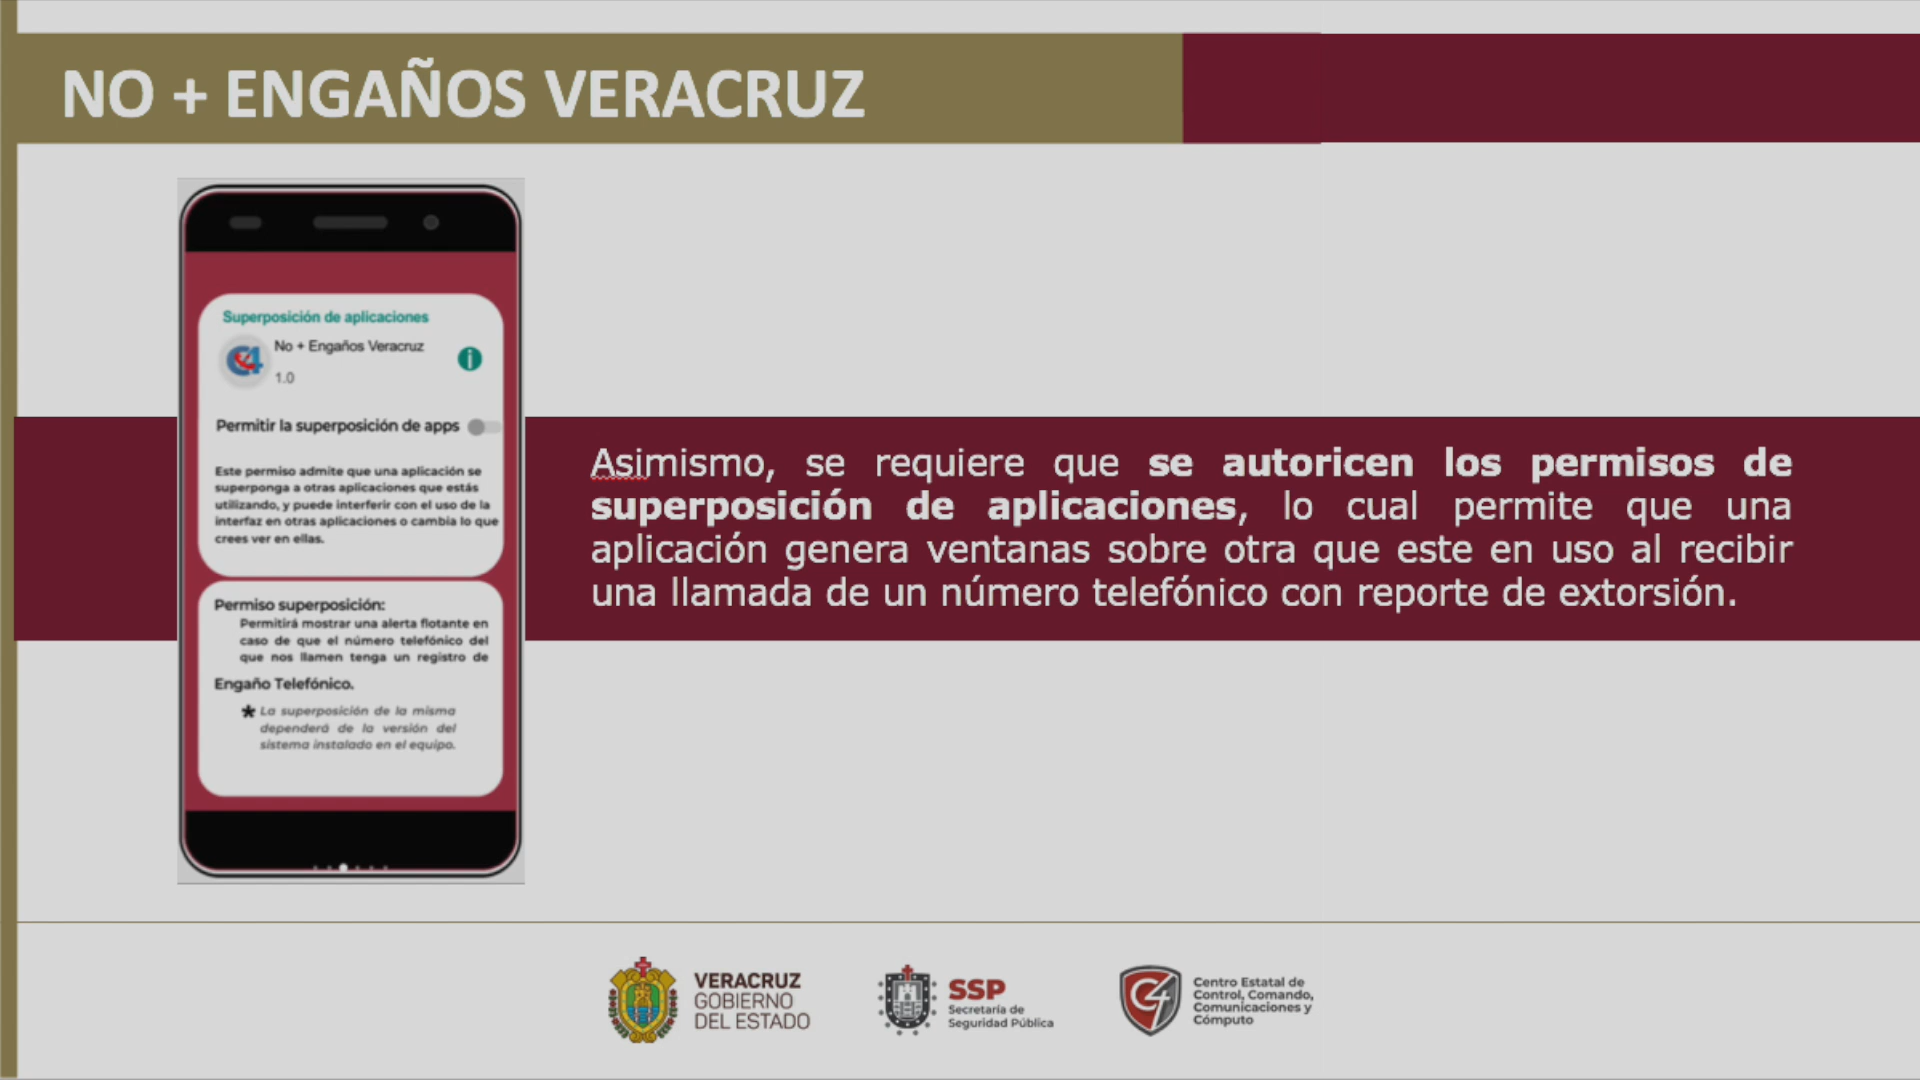 NO + ENGAÑOS VERACRUZ
Superposición de aplicaciones
No + Engaños Veracruz
1.0
Permitir la superposición de apps
Este permiso admite que una aplicación se
superponga a otras aplicaciones que estás
utilizando, y puede interferir con el uso de la
interfaz en otras aplicaciones o cambia lo que
crees ver en ellas.
Permiso superposición:
Permitirá mostrar una alerta flotante en
caso de que el número telefónico del
que nos llamen tenga un registro de
Engaño Telefónico.
* La superposición de la misma
dependerá de la versión del
sistema instalado en el equipo.
Asimismo, se requiere que se autoricen los permisos de
superposición de aplicaciones, lo cual permite que una
aplicación genera ventanas sobre otra que este en uso al recibir
una llamada de un número telefónico con reporte de extorsión.
VERACRUZ
GOBIERNO
DEL ESTADO
SSP
Secretaría de
Seguridad Pública
C4
Centro Estatal de
Control, Comando,
Comunicaciones y
Cómputo